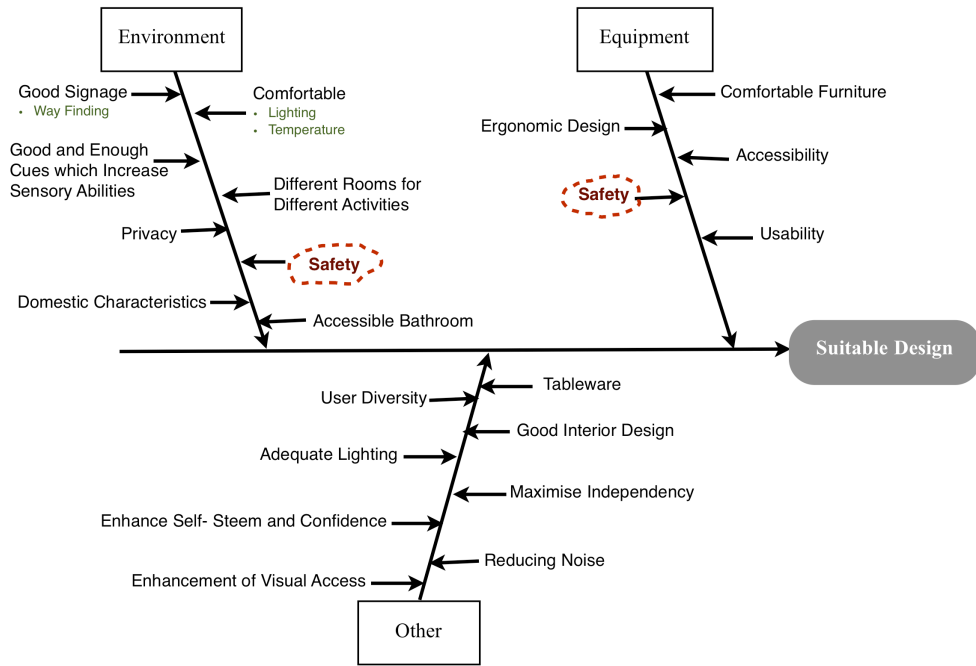 Environment
Equipment
Good Signage
• Way Finding
Comfortable
• Lighting
• Temperature
Good and Enough
Cues which Increase
Sensory Abilities
Different Rooms for
Different Activities
Privacy
Safety
Domestic Characteristics
Accessible Bathroom
Comfortable Furniture
Ergonomic Design
Accessibility
Safety
Usability
Suitable Design
Tableware
User Diversity
Good Interior Design
Adequate Lighting
Maximise Independency
Enhance Self- Steem and Confidence
Reducing Noise
Enhancement of Visual Access
Other